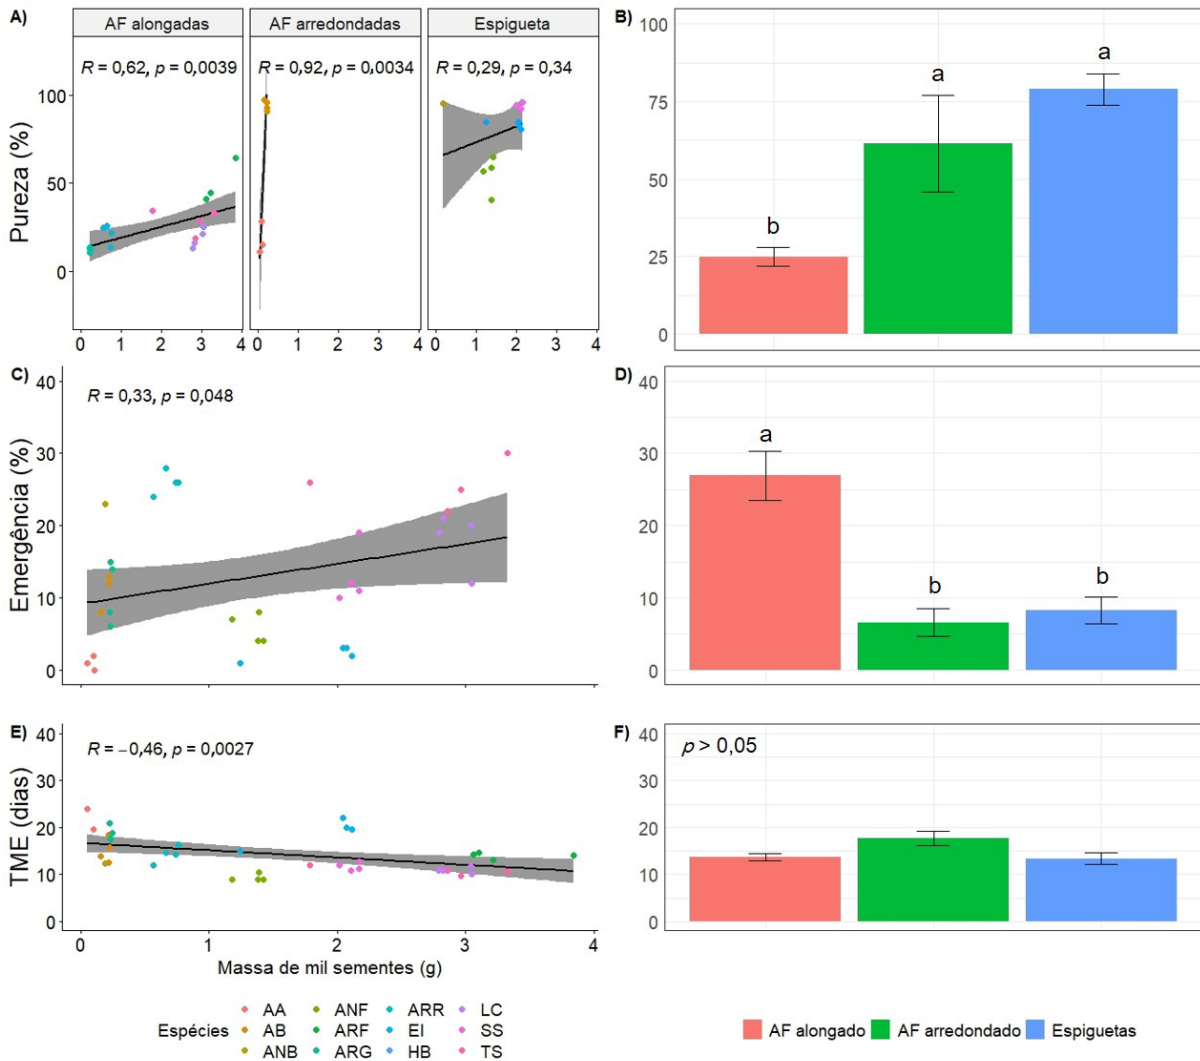 A)
AF alongadas
AF arredondadas
Espigueta
R = 0,62, p = 0,0039
R = 0,92, p = 0,0034
R = 0,29, p = 0,34
Pureza (%)
100
50
0
0 1 2 3 4
0 1 2 3 4
0 1 2 3 4
B)
100
75
50
25
0
b
a
a
C)
R = 0,33, p = 0,048
Emergência (%)
40
30
20
10
0
D)
40
30
20
10
0
a
b
b
E)
R = −0,46, p = 0,0027
TME (dias)
40
30
20
10
0
0 1 2 3 4
Massa de mil sementes (g)
F)
p > 0,05
40
30
20
10
0
Espécies
AA ANF ARR LC
AB ARF EI SS
ANB ARG HB TS
AF alongado AF arredondado Espiguetas